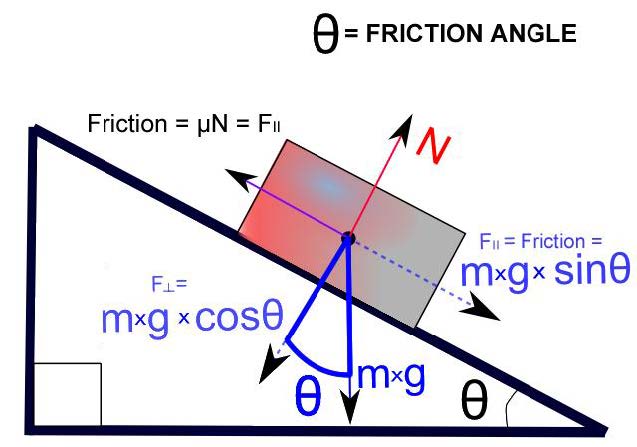 θ = FRICTION ANGLE
Friction = μN = F॥
N
F॥ = Friction =
m×g× sinθ
F⊥=
m×g ×cosθ
m×g
θ
θ